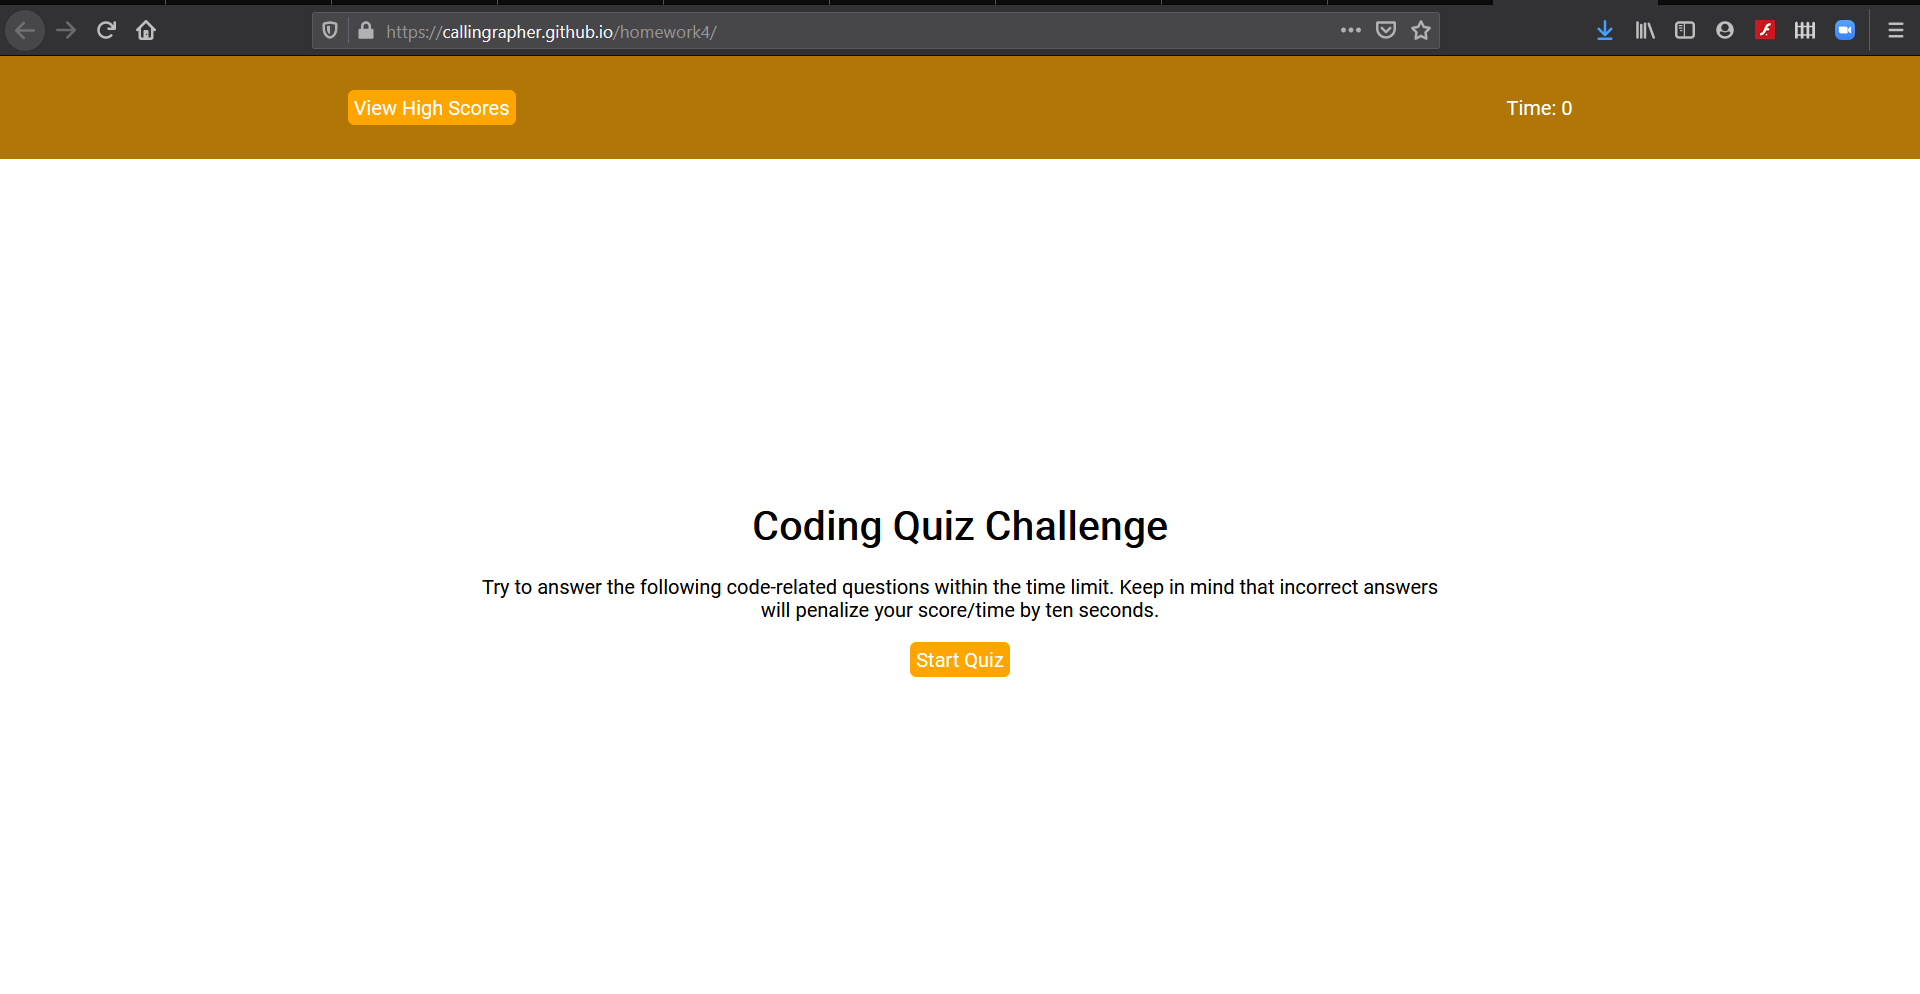 https://callingrapher.github.io/homework4/
View High Scores
Time: 0
Coding Quiz Challenge
Try to answer the following code-related questions within the time limit. Keep in mind that incorrect answers
will penalize your score/time by ten seconds.
Start Quiz